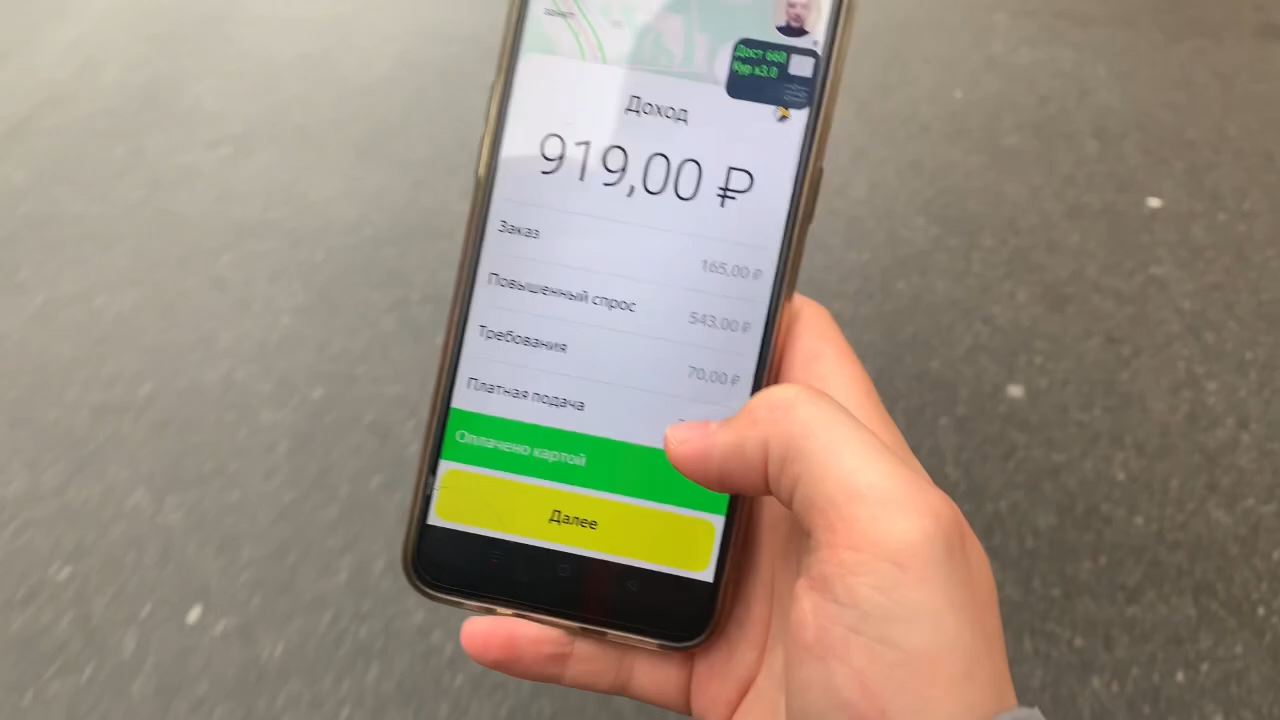 Дост 660
Кур х3.0
Доход
919,00 ₽
Заказ
165,00 ₽
Повышенный спрос
543,00 ₽
Требования
70,00 ₽
Платная подача
Оплачено картой
Далее